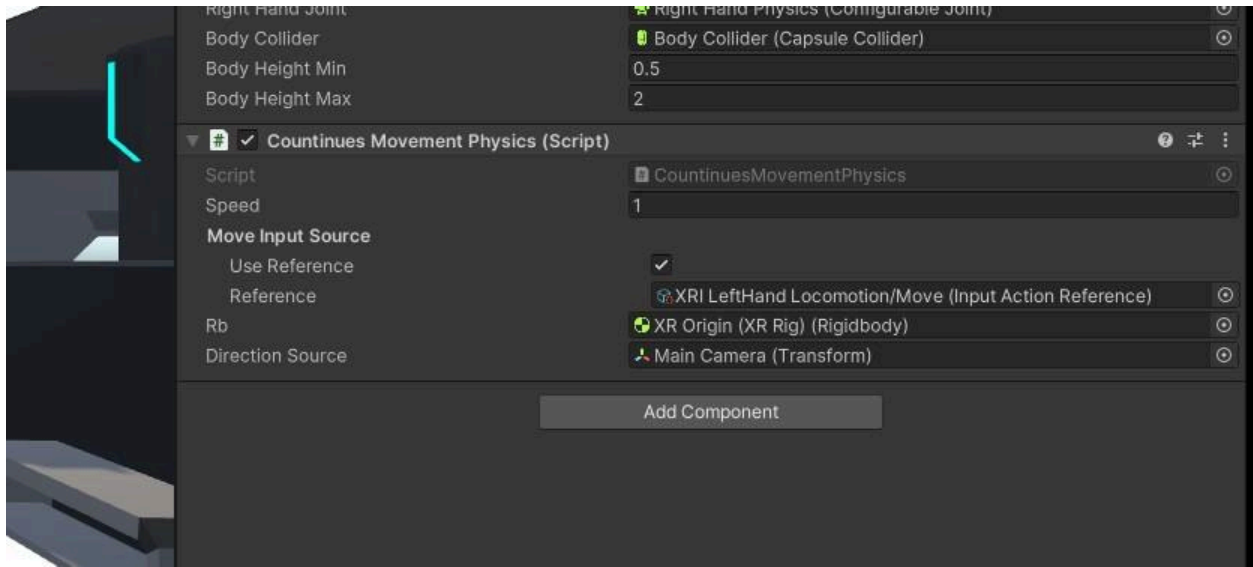 Right Hand Joint Right Hand Physics (Configurable Joint)
Body Collider Body Collider (Capsule Collider)
Body Height Min 0.5
Body Height Max 2
# Countinues Movement Physics (Script)
Script CountinuesMovementPhysics
Speed 1
Move Input Source
Use Reference
Reference XRI LeftHand Locomotion/Move (Input Action Reference)
Rb XR Origin (XR Rig) (Rigidbody)
Direction Source Main Camera (Transform)
Add Component